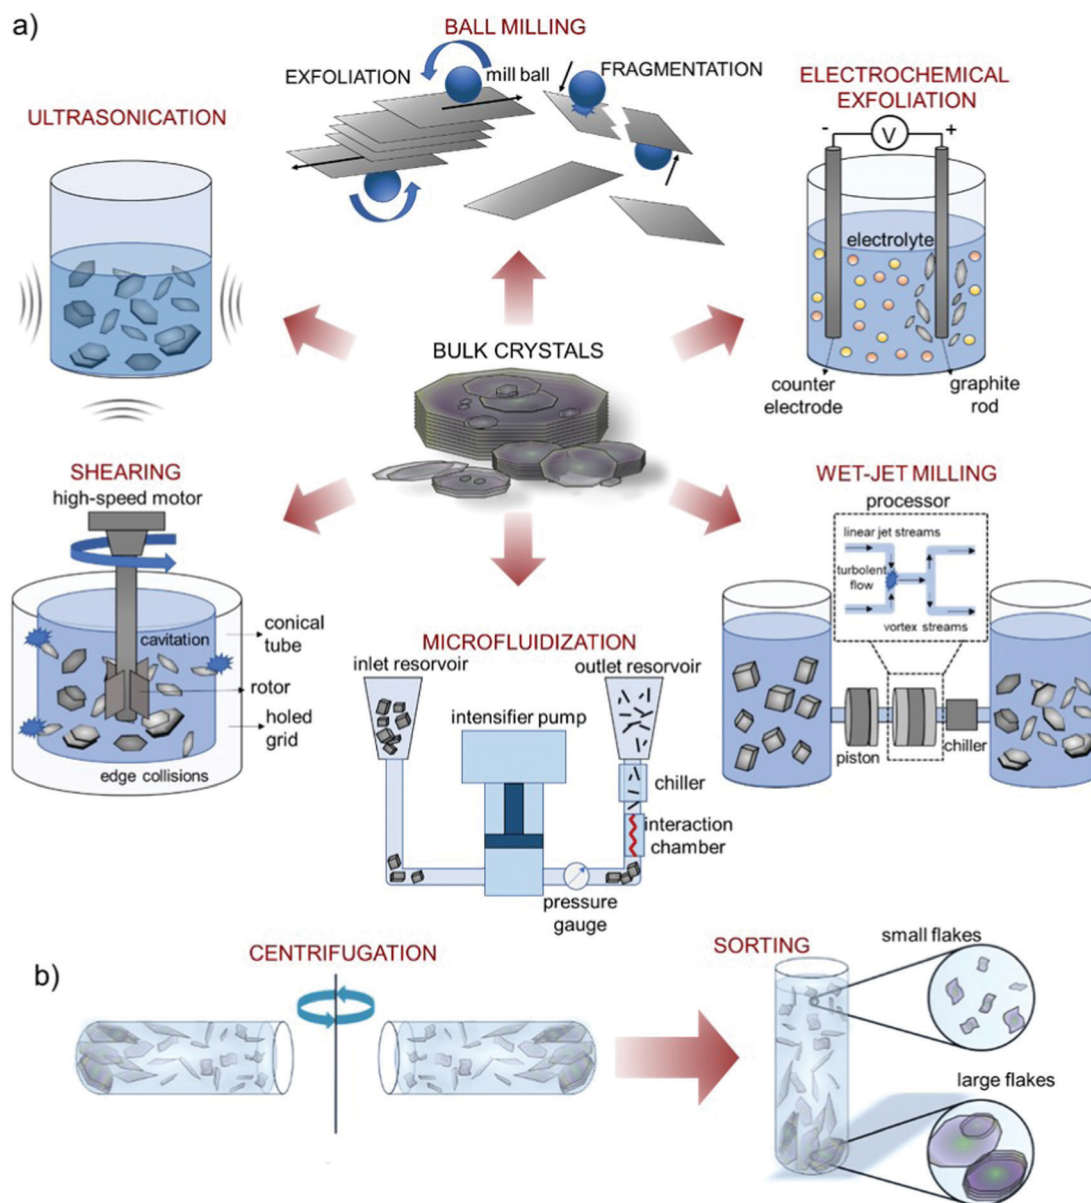 a)
BALL MILLING
EXFOLIATION
mill ball
FRAGMENTATION
ELECTROCHEMICAL
EXFOLIATION
- V +
electrolyte
counter
electrode
graphite
rod
ULTRASONICATION
BULK CRYSTALS
SHEARING
high-speed motor
cavitation
conical
tube
rotor
holed
grid
edge collisions
MICROFLUIDIZATION
inlet resorvoir
outlet resorvoir
intensifier pump
chiller
interaction
chamber
pressure
gauge
WET-JET MILLING
processor
linear jet streams
turbolent
flow
vortex streams
piston
chiller
b)
CENTRIFUGATION
SORTING
small flakes
large flakes